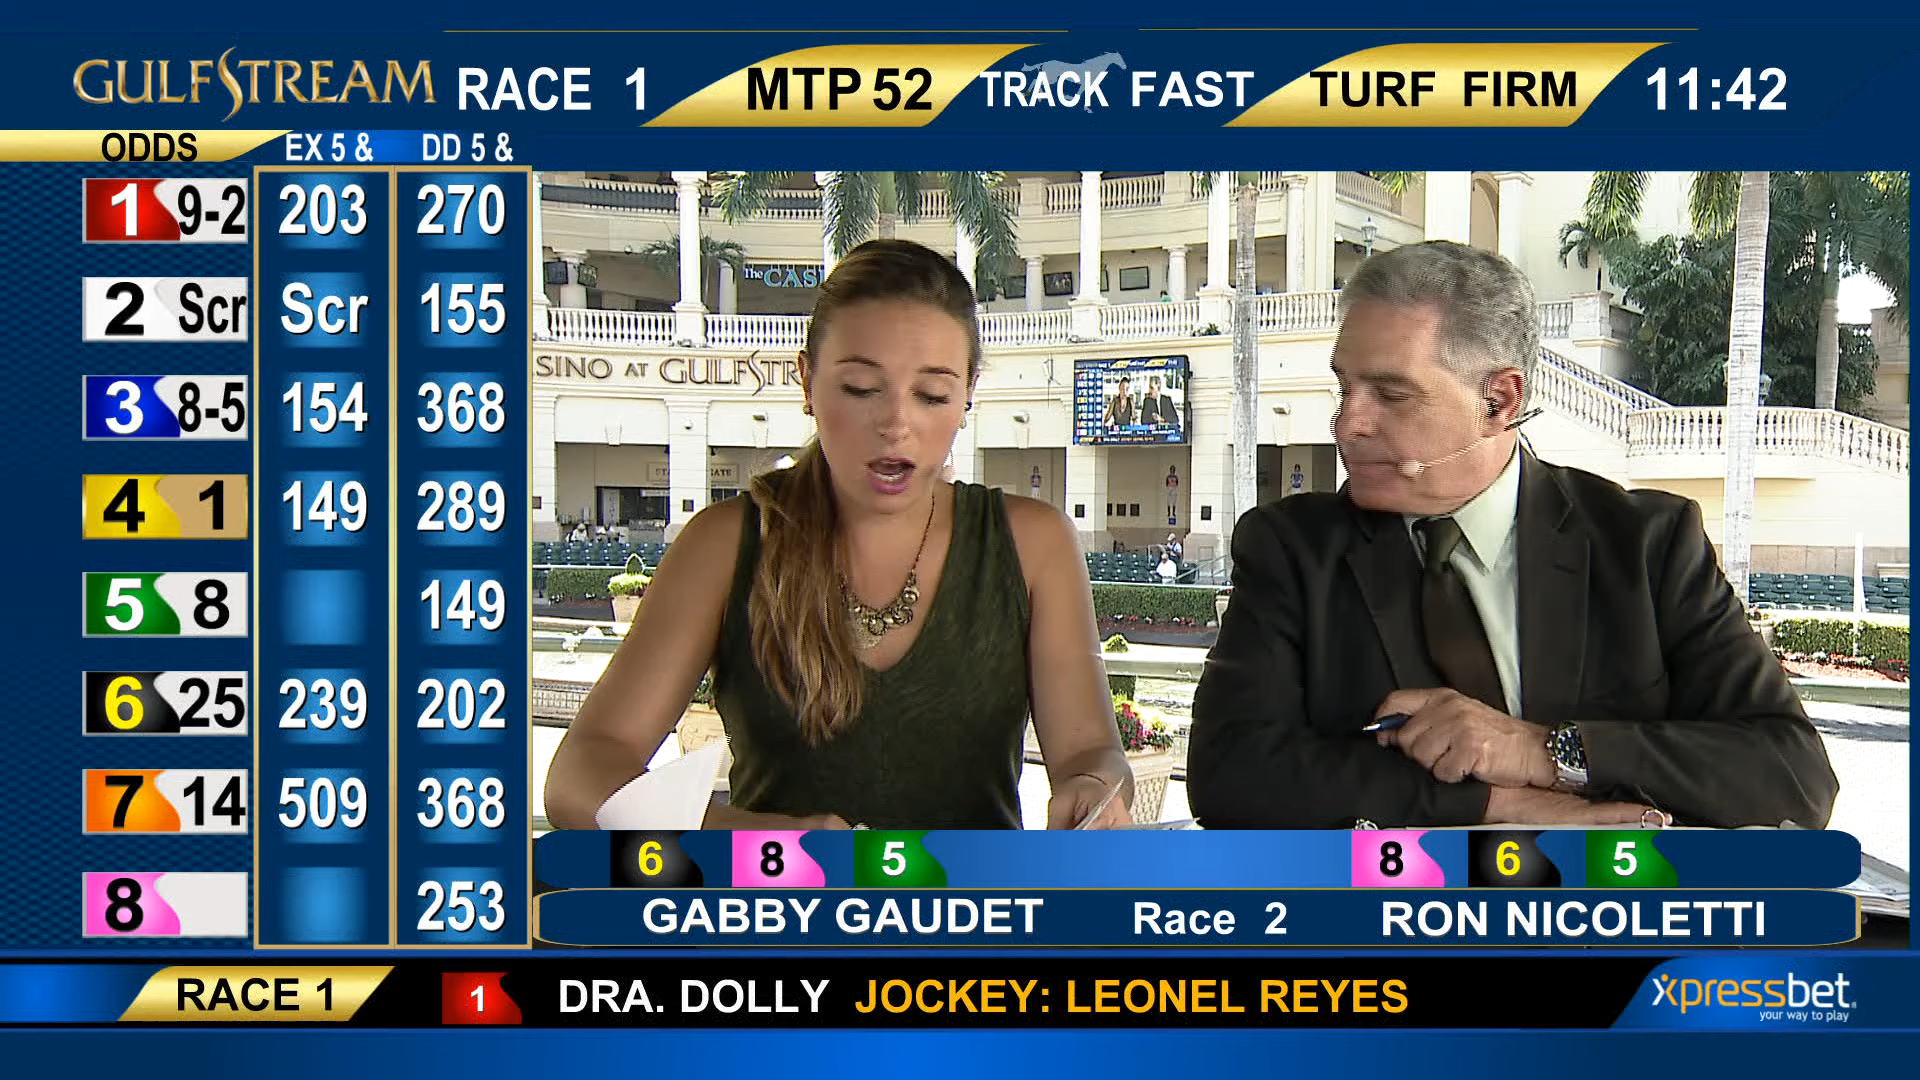 GULFSTREAM RACE 1 MTP 52 TRACK FAST TURF FIRM 11:42
ODDS EX 5 & DD 5 &
1 9-2 203 270
2 Scr Scr 155
3 8-5 154 368
4 1 149 289
5 8 149
6 25 239 202
7 14 509 368
8 253
The CAS
SINO AT GULFSTR
6 8 5 8 6 5
GABBY GAUDET Race 2 RON NICOLETTI
RACE 1 1 DRA. DOLLY JOCKEY: LEONEL REYES xpressbet.
your way to play